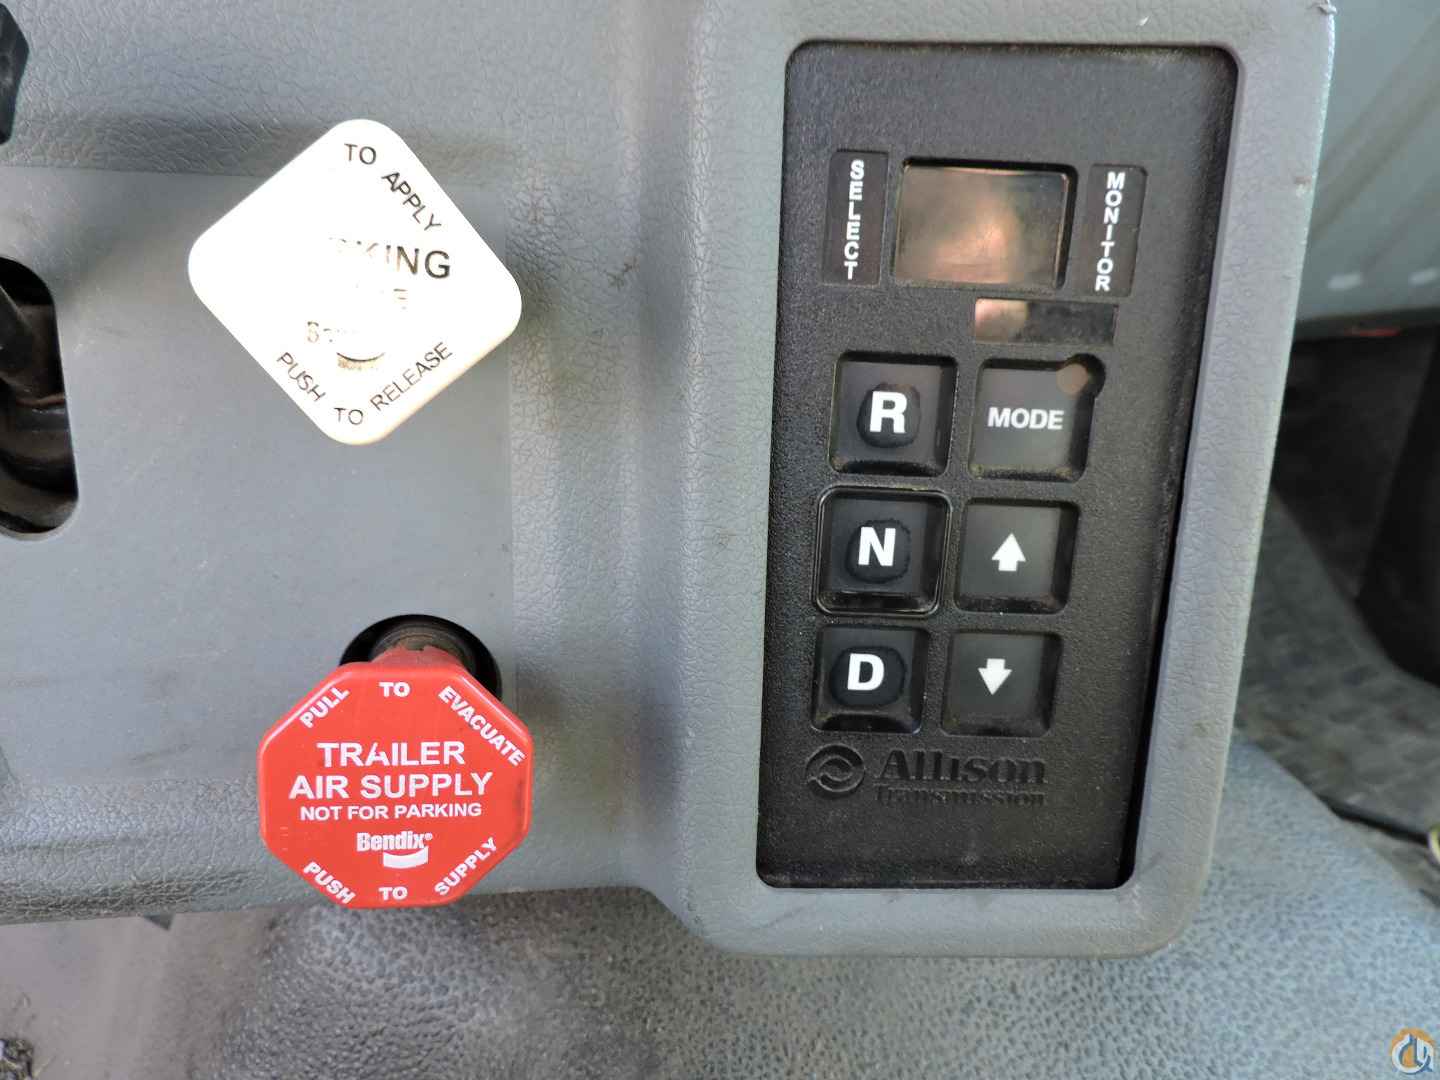 TO APPLY
PUSH TO RELEASE
PULL TO EVACUATE
TRAILER
AIR SUPPLY
NOT FOR PARKING
Bendix®
PUSH TO SUPPLY
SELECT
MONITOR
R
MODE
N
D
Allison
Transmission